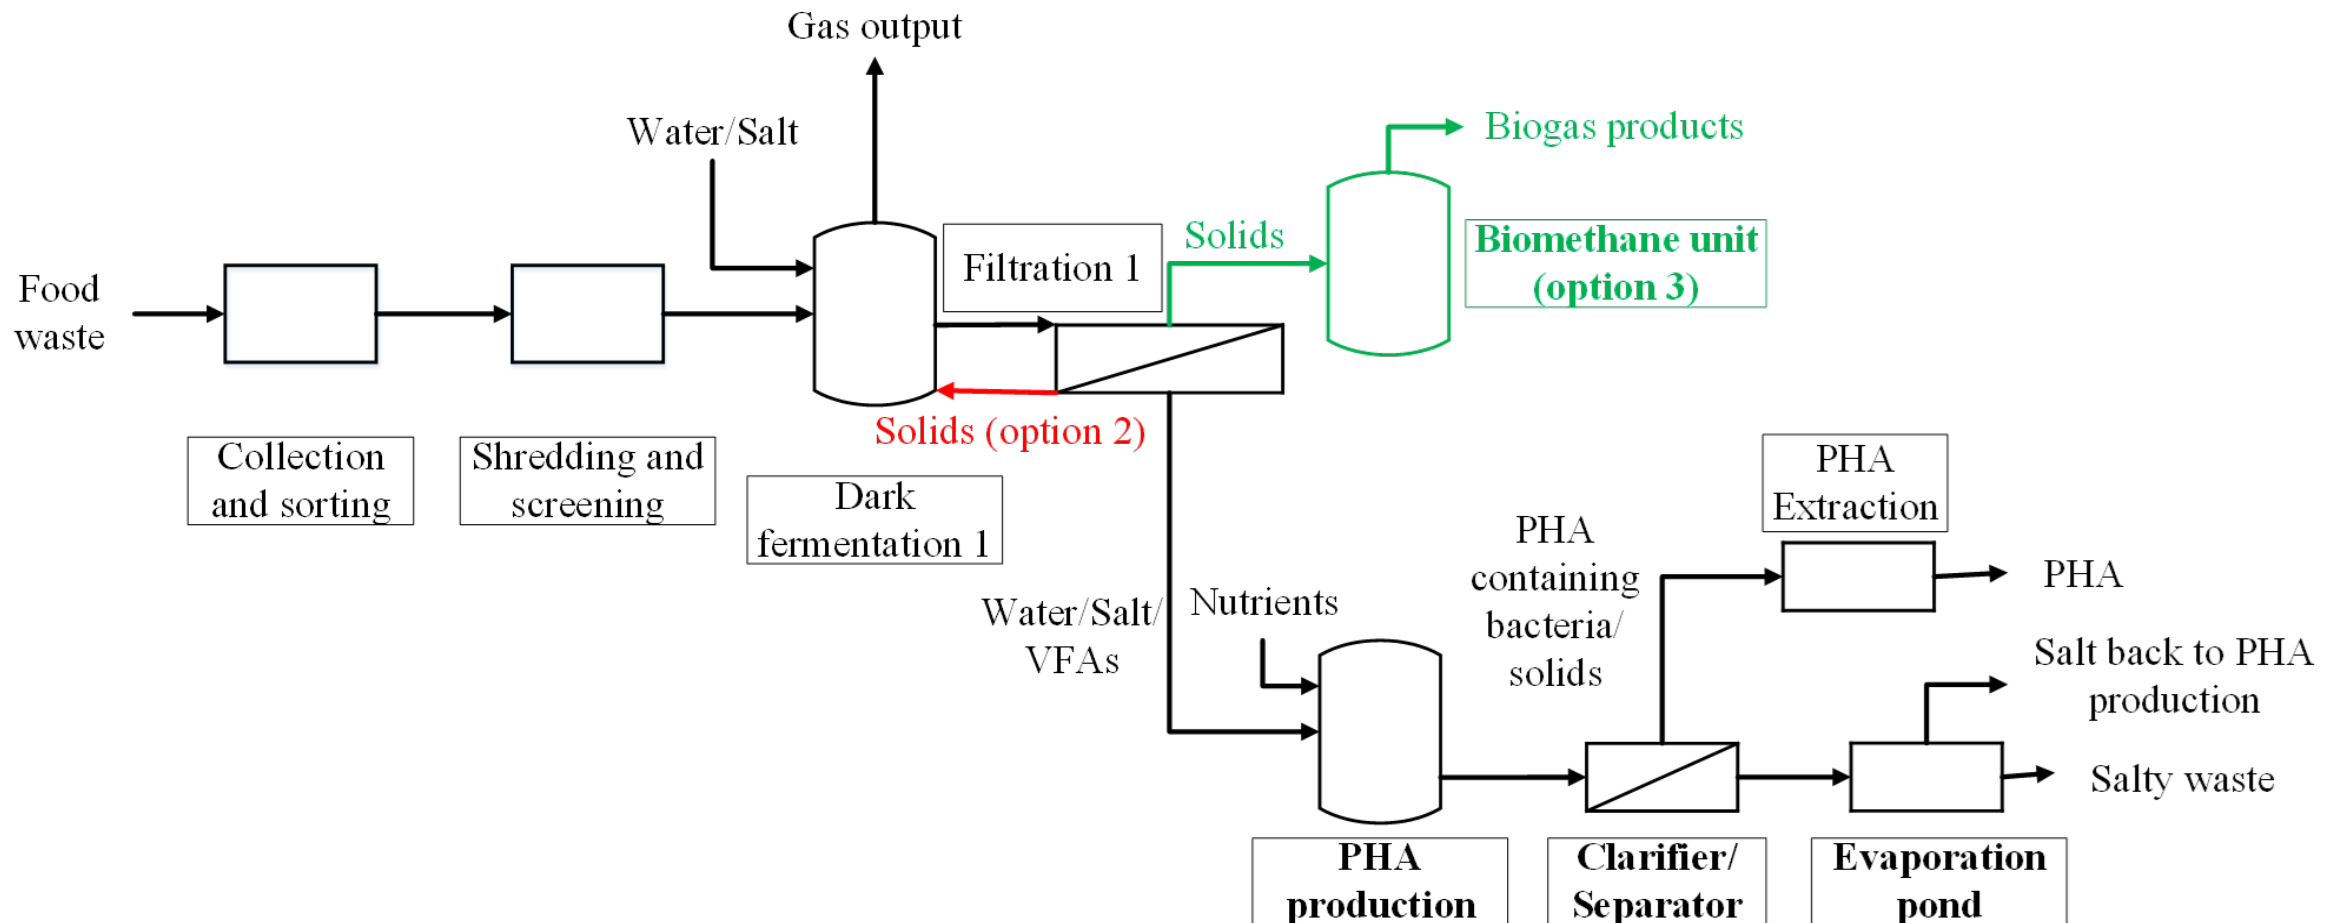 Gas output
Water/Salt
Biogas products
Solids
Filtration 1
Biomethane unit
(option 3)
Food
waste
Solids (option 2)
Collection
and sorting
Shredding and
screening
Dark
fermentation 1
PHA
Extraction
PHA
containing
bacteria/
solids
PHA
Water/Salt/
VFAs
Nutrients
Salt back to PHA
production
Salty waste
PHA
production
Clarifier/
Separator
Evaporation
pond